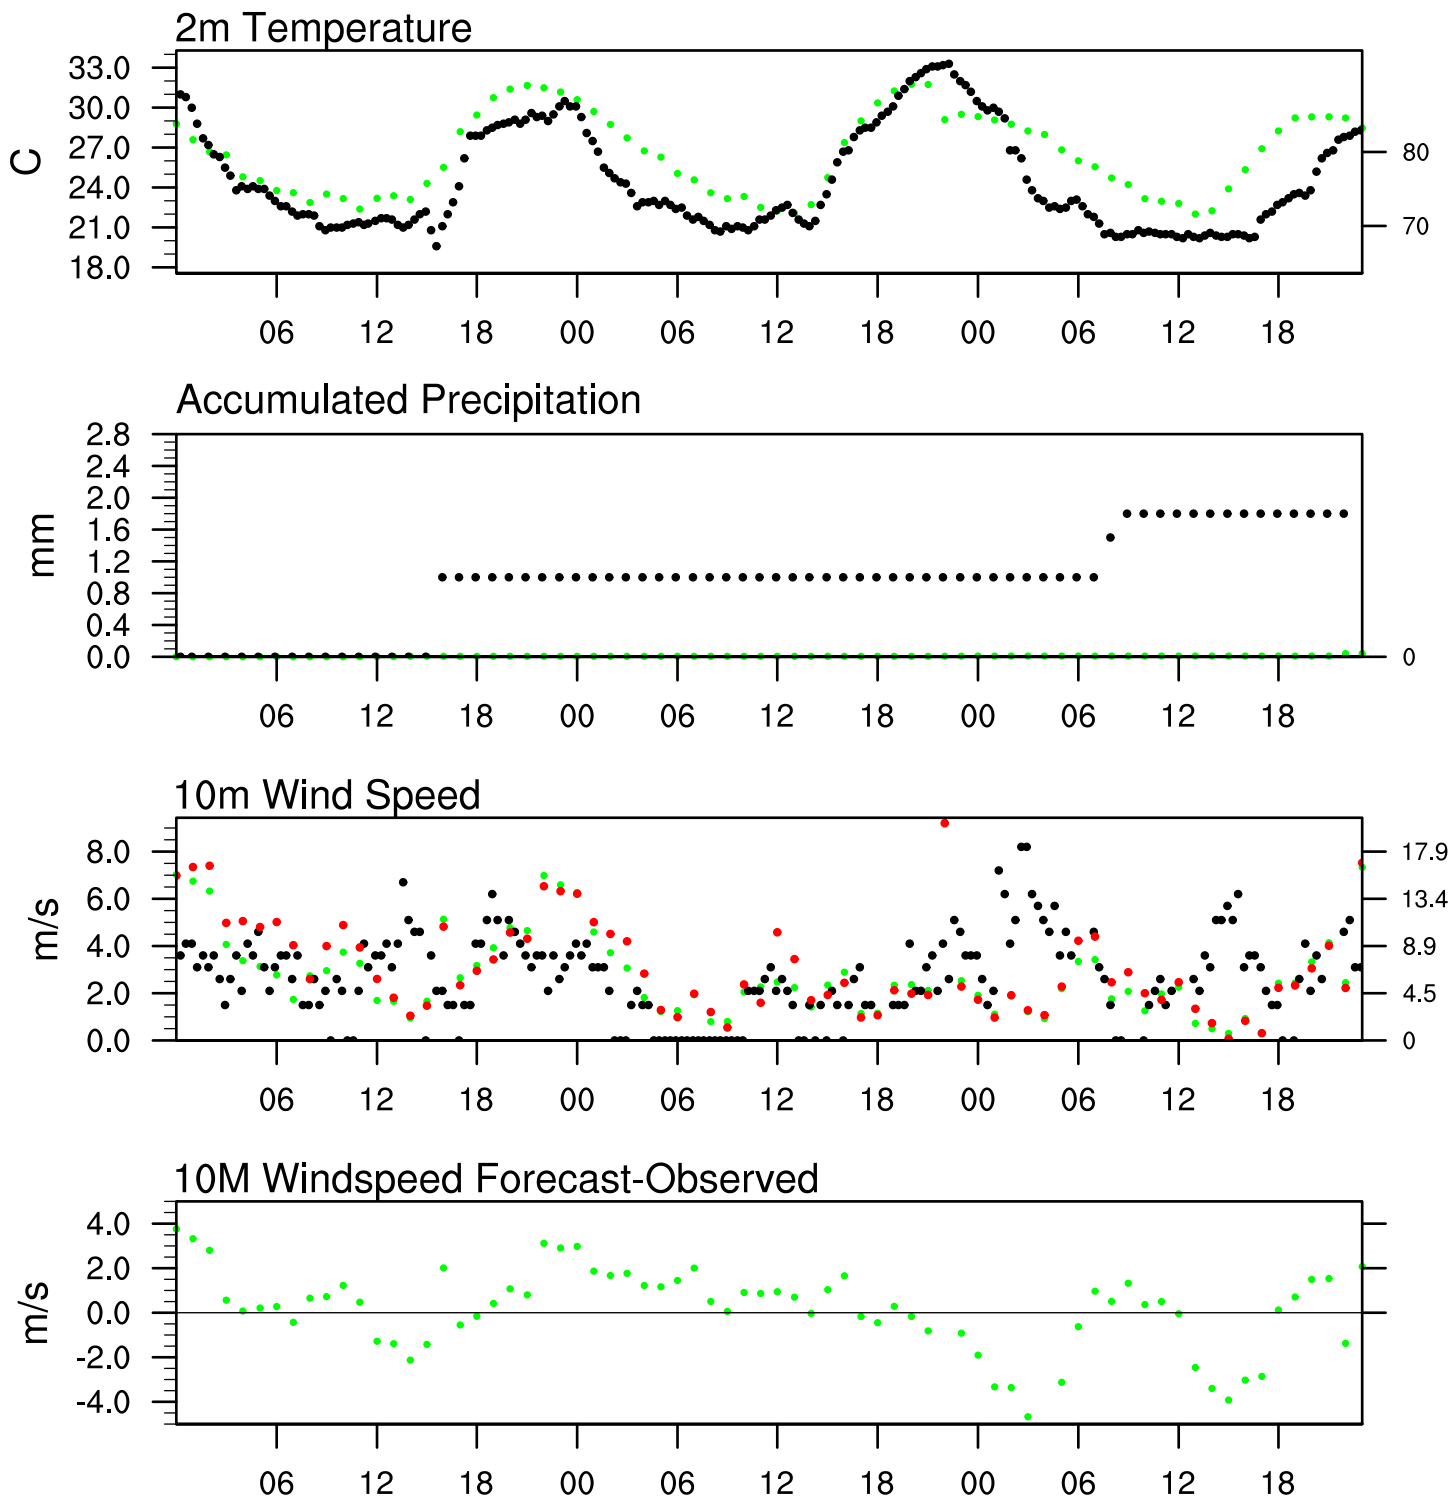 2m Temperature
33.0
30.0
27.0
24.0
21.0
18.0
C
80
70
06 12 18 00 06 12 18 00 06 12 18
Accumulated Precipitation
2.8
2.4
2.0
1.6
1.2
0.8
0.4
0.0
mm
0
06 12 18 00 06 12 18 00 06 12 18
10m Wind Speed
8.0
6.0
4.0
2.0
0.0
m/s
17.9
13.4
8.9
4.5
0
06 12 18 00 06 12 18 00 06 12 18
10M Windspeed Forecast-Observed
4.0
2.0
0.0
-2.0
-4.0
m/s
06 12 18 00 06 12 18 00 06 12 18